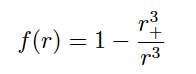 f(r) = 1 - \frac{r_+^3}{r^3}